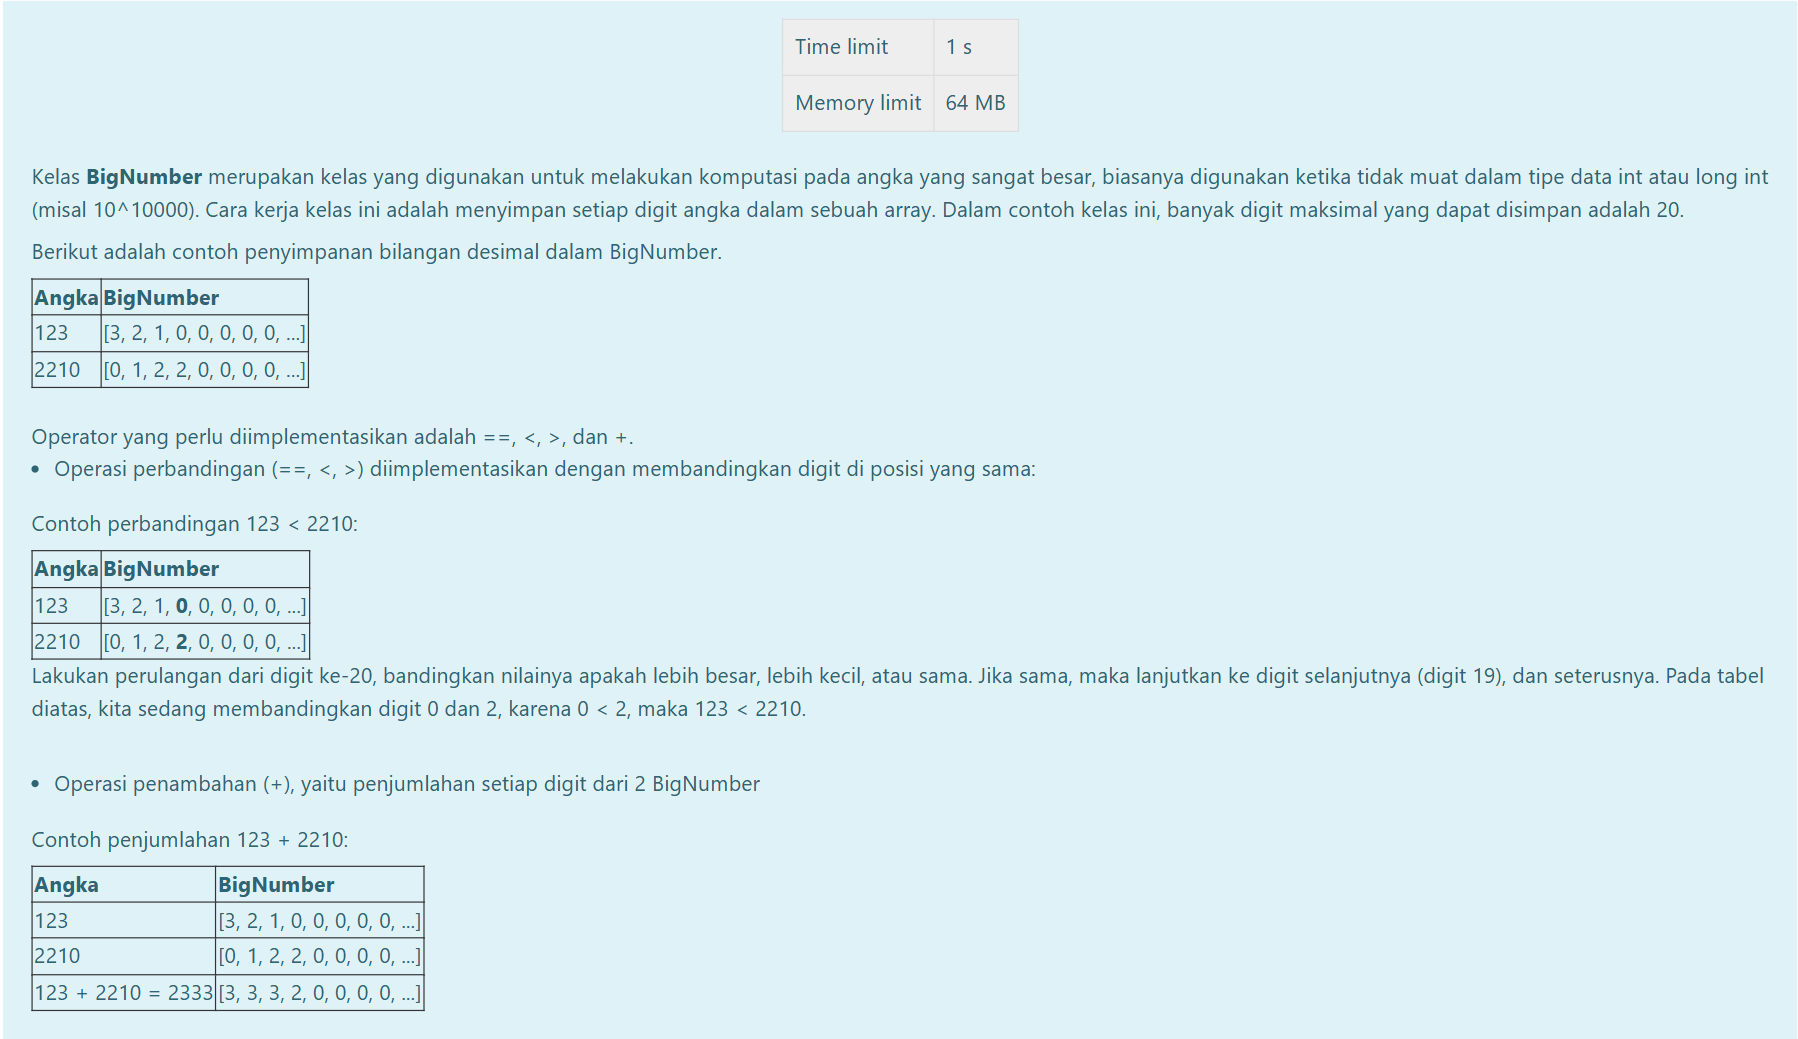 Time limit 1 s
Memory limit 64 MB
Kelas BigNumber merupakan kelas yang digunakan untuk melakukan komputasi pada angka yang sangat besar, biasanya digunakan ketika tidak muat dalam tipe data int atau long int
(misal 10^10000). Cara kerja kelas ini adalah menyimpan setiap digit angka dalam sebuah array. Dalam contoh kelas ini, banyak digit maksimal yang dapat disimpan adalah 20.
Berikut adalah contoh penyimpanan bilangan desimal dalam BigNumber.
Angka BigNumber
123 [3, 2, 1, 0, 0, 0, 0, 0, ...]
2210 [0, 1, 2, 2, 0, 0, 0, 0, ...]
Operator yang perlu diimplementasikan adalah ==, <, >, dan +.
• Operasi perbandingan (==, <, >) diimplementasikan dengan membandingkan digit di posisi yang sama:
Contoh perbandingan 123 < 2210:
Angka BigNumber
123 [3, 2, 1, 0, 0, 0, 0, 0, ...]
2210 [0, 1, 2, 2, 0, 0, 0, 0, ...]
Lakukan perulangan dari digit ke-20, bandingkan nilainya apakah lebih besar, lebih kecil, atau sama. Jika sama, maka lanjutkan ke digit selanjutnya (digit 19), dan seterusnya. Pada tabel
diatas, kita sedang membandingkan digit 0 dan 2, karena 0 < 2, maka 123 < 2210.
• Operasi penambahan (+), yaitu penjumlahan setiap digit dari 2 BigNumber
Contoh penjumlahan 123 + 2210:
Angka BigNumber
123 [3, 2, 1, 0, 0, 0, 0, 0, ...]
2210 [0, 1, 2, 2, 0, 0, 0, 0, ...]
123 + 2210 = 2333 [3, 3, 3, 2, 0, 0, 0, 0, ...]